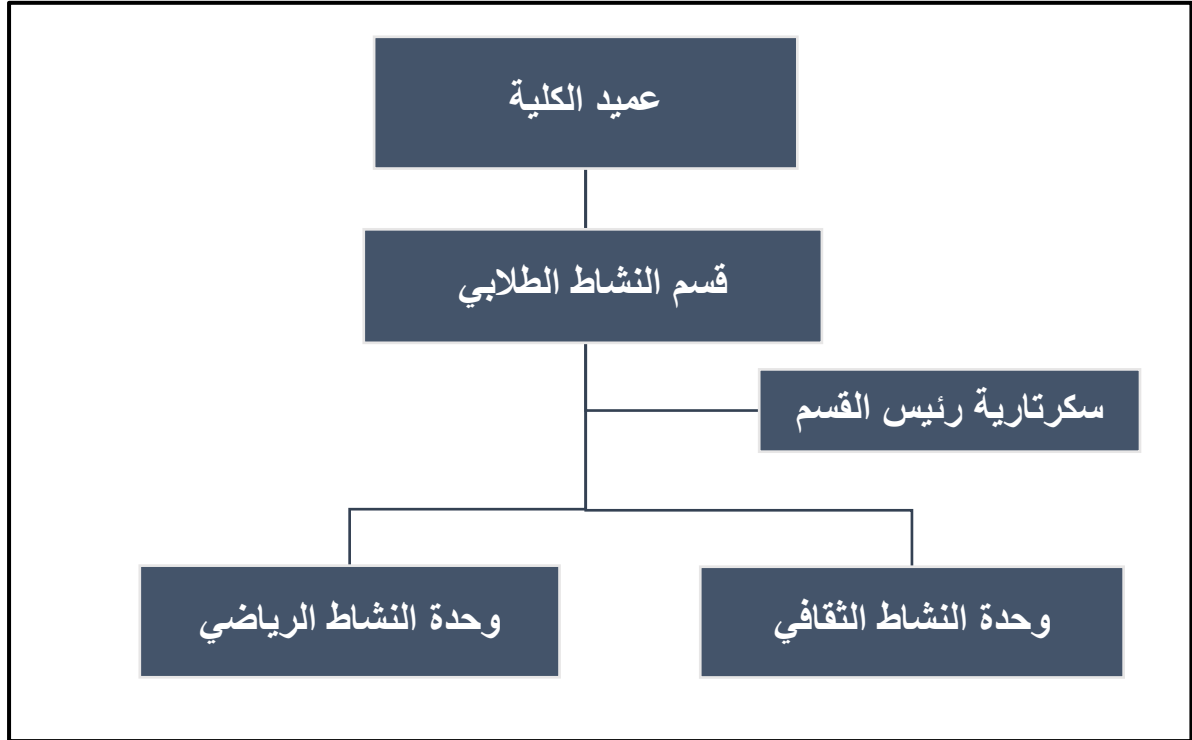 عميد الكلية
قسم النشاط الطلابي
سكرتارية رئيس القسم
وحدة النشاط الثقافي
وحدة النشاط الرياضي